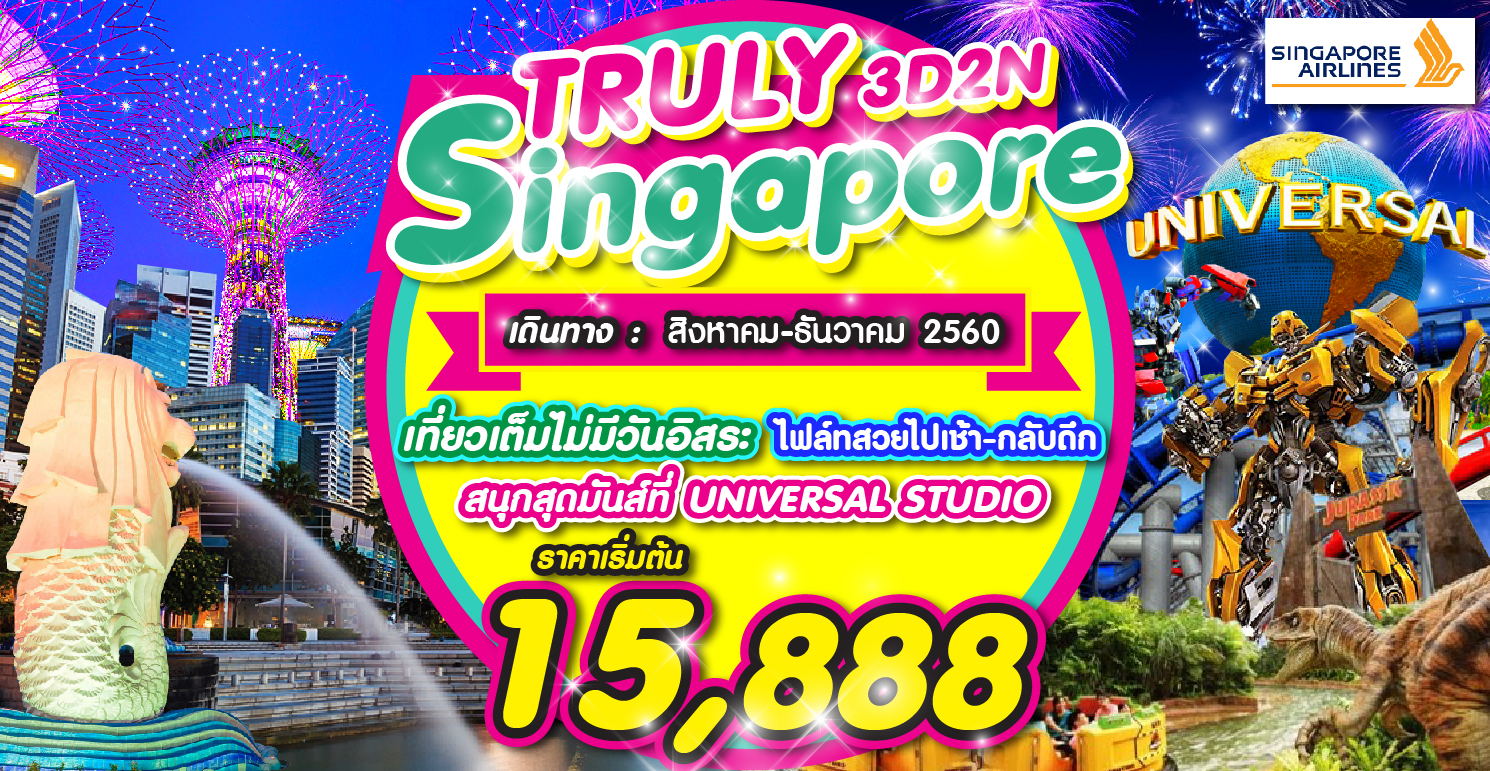 TRULY 3D2N
Singapore
SINGAPORE
AIRLINES
UNIVERSAL
เดินทาง : สิงหาคม-ธันวาคม 2560
เที่ยวเต็มไม่มีวันอิสระ ไฟล์ทสวยไปเช้า-กลับดึก
สนุกสุดมันส์ที่ UNIVERSAL STUDIO
JURASSIC
PARK
ราคาเริ่มต้น
15,888